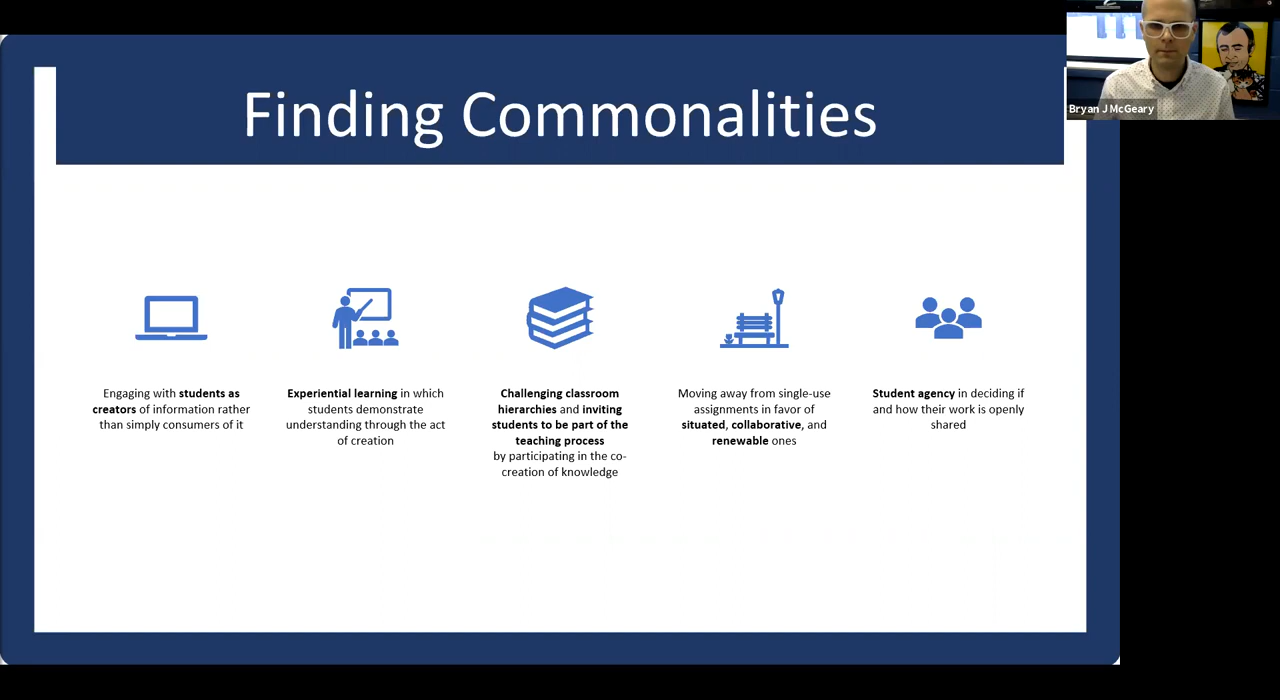 Finding Commonalities
Bryan J McGeary
Engaging with students as
creators of information rather
than simply consumers of it
Experiential learning in which
students demonstrate
understanding through the act
of creation
Challenging classroom
hierarchies and inviting
students to be part of the
teaching process
by participating in the co-
creation of knowledge
Moving away from single-use
assignments in favor of
situated, collaborative, and
renewable ones
Student agency in deciding if
and how their work is openly
shared